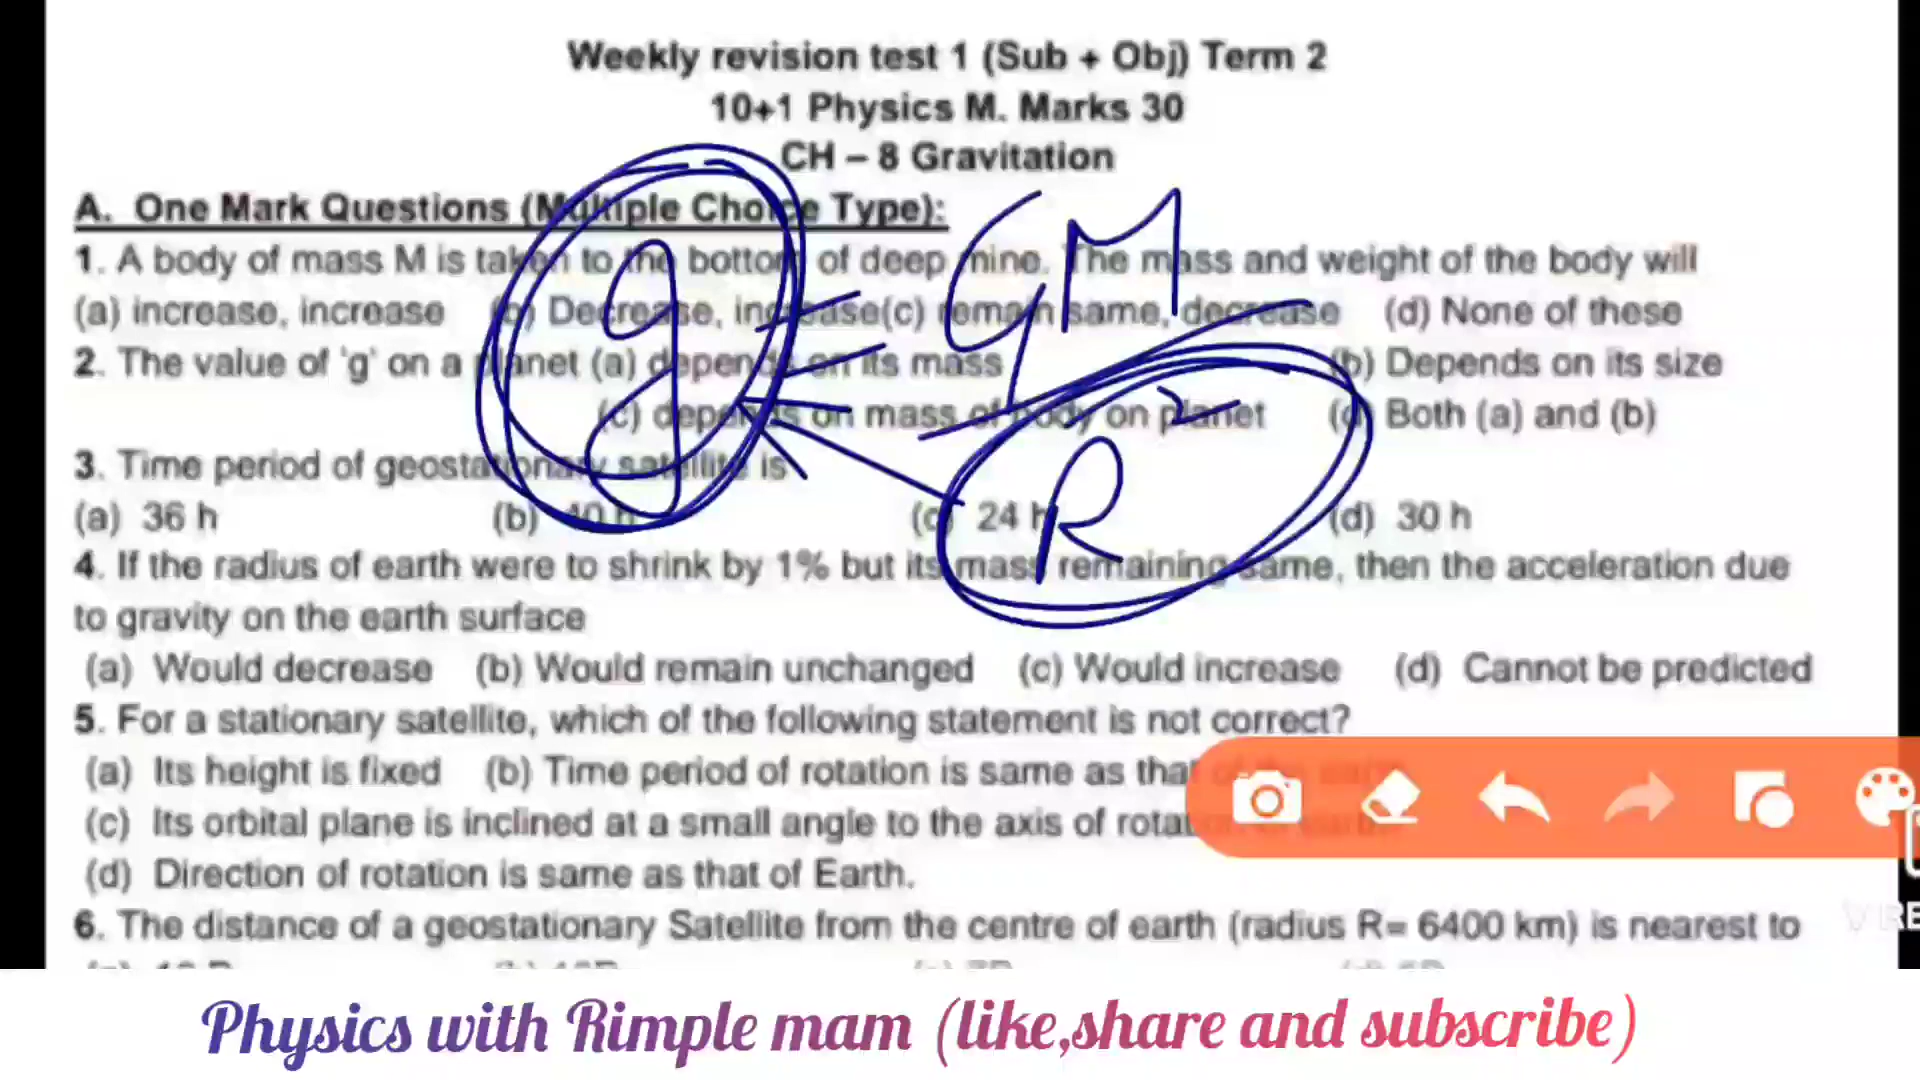 Weekly revision test 1 (Sub + Obj) Term 2
10+1 Physics M. Marks 30
CH – 8 Gravitation
A. One Mark Questions (Multiple Choice Type):
1. A body of mass M is taken to the bottom of deep mine. The mass and weight of the body will
(a) increase, increase (b) Decrease, increase(c) remain same, decrease (d) None of these
2. The value of 'g' on a planet (a) depends on its mass (b) Depends on its size
(c) depends on mass of body on planet (d) Both (a) and (b)
3. Time period of geostationary satellite is
(a) 36 h (b) 40 h (c) 24 h (d) 30 h
4. If the radius of earth were to shrink by 1% but its mass remaining same, then the acceleration due
to gravity on the earth surface
(a) Would decrease (b) Would remain unchanged (c) Would increase (d) Cannot be predicted
5. For a stationary satellite, which of the following statement is not correct?
(a) Its height is fixed (b) Time period of rotation is same as that
(c) Its orbital plane is inclined at a small angle to the axis of
(d) Direction of rotation is same as that of Earth.
6. The distance of a geostationary Satellite from the centre of earth (radius R= 6400 km) is nearest to
g = GM
R²
Physics with Rimple mam (like,share and subscribe)